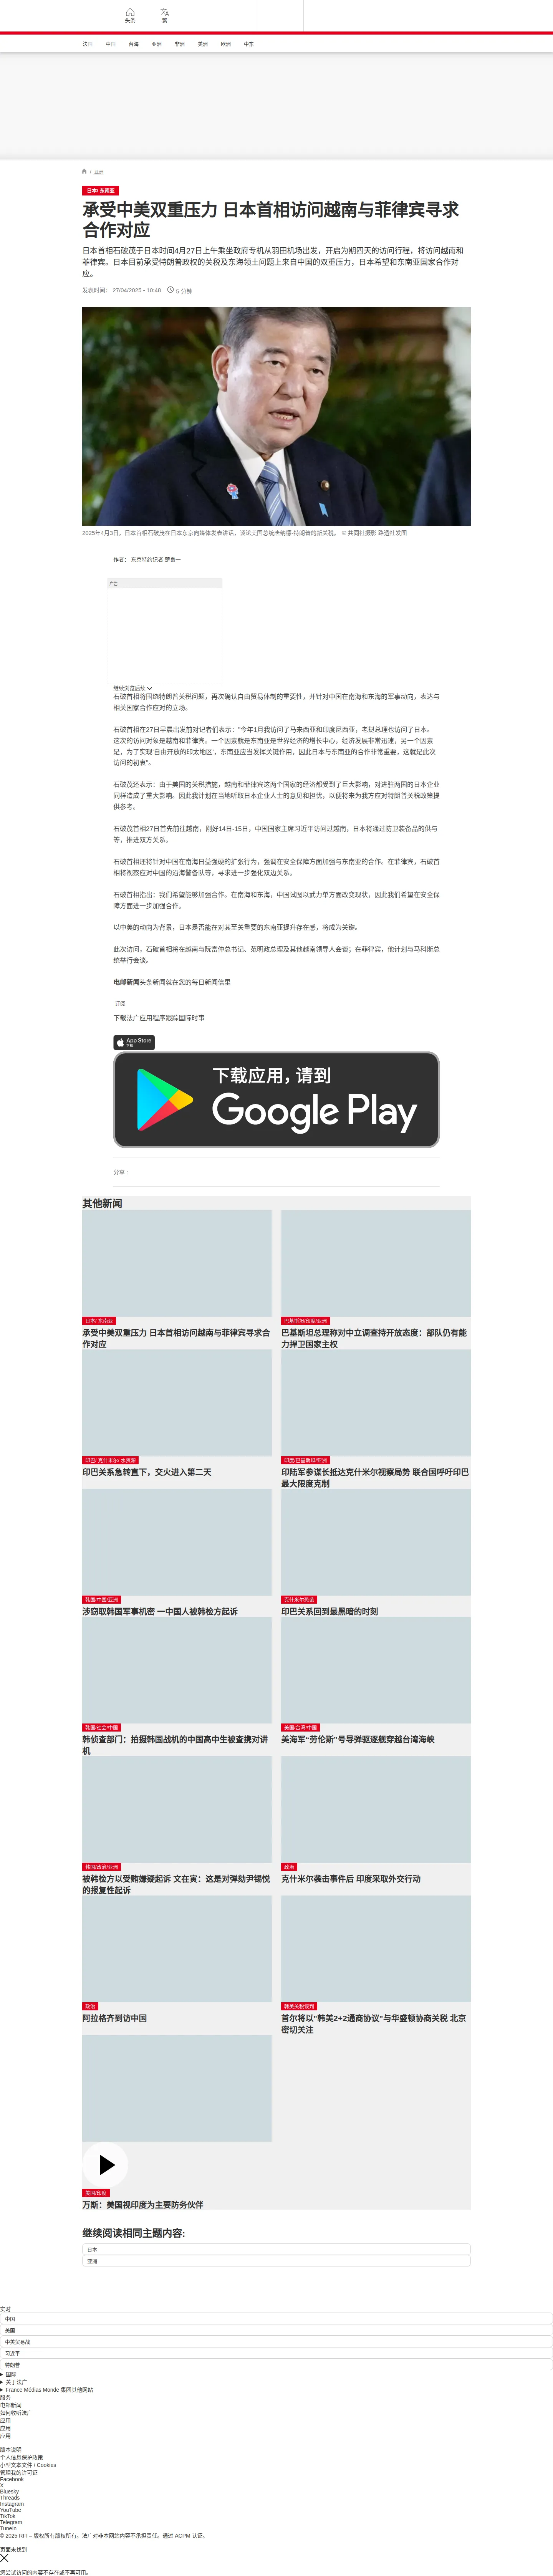 头条
繁
法国 中国 台海 亚洲 非洲 美洲 欧洲 中东
/ 亚洲
日本/ 东南亚
承受中美双重压力 日本首相访问越南与菲律宾寻求
合作对应
日本首相石破茂于日本时间4月27日上午乘坐政府专机从羽田机场出发，开启为期四天的访问行程，将访问越南和
菲律宾。日本目前承受特朗普政权的关税及东海领土问题上来自中国的双重压力，日本希望和东南亚国家合作对
应。
发表时间： 27/04/2025 - 10:48 5 分钟
2025年4月3日，日本首相石破茂在日本东京向媒体发表讲话，谈论美国总统唐纳德·特朗普的新关税。 © 共同社摄影 路透社发图
作者： 东京特约记者 楚良一
广告
继续浏览后续
石破首相将围绕特朗普关税问题，再次确认自由贸易体制的重要性，并针对中国在南海和东海的军事动向，表达与
相关国家合作应对的立场。
石破首相在27日早晨出发前对记者们表示："今年1月我访问了马来西亚和印度尼西亚，老挝总理也访问了日本。
这次的访问对象是越南和菲律宾。一个因素就是东南亚是世界经济的增长中心，经济发展非常迅速，另一个因素
是，为了实现'自由开放的印太地区'，东南亚应当发挥关键作用，因此日本与东南亚的合作非常重要，这就是此次
访问的初衷"。
石破茂还表示：由于美国的关税措施，越南和菲律宾这两个国家的经济都受到了巨大影响，对进驻两国的日本企业
同样造成了重大影响。因此我计划在当地听取日本企业人士的意见和担忧，以便将来为我方应对特朗普关税政策提
供参考。
石破茂首相27日首先前往越南，刚好14日-15日，中国国家主席习近平访问过越南，日本将通过防卫装备品的供与
等，推进双方关系。
石破首相还将针对中国在南海日益强硬的扩张行为，强调在安全保障方面加强与东南亚的合作。在菲律宾，石破首
相将视察应对中国的沿海警备队等，寻求进一步强化双边关系。
石破首相指出：我们希望能够加强合作。在南海和东海，中国试图以武力单方面改变现状，因此我们希望在安全保
障方面进一步加强合作。
以中美的动向为背景，日本是否能在对其至关重要的东南亚提升存在感，将成为关键。
此次访问，石破首相将在越南与阮富仲总书记、范明政总理及其他越南领导人会谈；在菲律宾，他计划与马科斯总
统举行会谈。
电邮新闻头条新闻就在您的每日新闻信里
订阅
下载法广应用程序跟踪国际时事
App Store
下载
下载应用，请到
Google Play
分享 :
其他新闻
日本/ 东南亚
承受中美双重压力 日本首相访问越南与菲律宾寻求合
作对应
巴基斯坦/印度/亚洲
巴基斯坦总理称对中立调查持开放态度：部队仍有能
力捍卫国家主权
印巴/ 克什米尔/ 水资源
印巴关系急转直下，交火进入第二天
印度/巴基斯坦/亚洲
印陆军参谋长抵达克什米尔视察局势 联合国呼吁印巴
最大限度克制
韩国/中国/亚洲
涉窃取韩国军事机密 一中国人被韩检方起诉
克什米尔恐袭
印巴关系回到最黑暗的时刻
韩国/社会/中国
韩侦查部门：拍摄韩国战机的中国高中生被查携对讲
机
美国/台湾/中国
美海军"劳伦斯"号导弹驱逐舰穿越台湾海峡
韩国/政治/亚洲
被韩检方以受贿嫌疑起诉 文在寅：这是对弹劾尹锡悦
的报复性起诉
政治
克什米尔袭击事件后 印度采取外交行动
政治
阿拉格齐到访中国
韩美关税谈判
首尔将以"韩美2+2通商协议"与华盛顿协商关税 北京
密切关注
美国/印度
万斯：美国视印度为主要防务伙伴
继续阅读相同主题内容:
日本
亚洲
实时
中国
美国
中美贸易战
习近平
特朗普
国际
关于法广
France Médias Monde 集团其他网站
服务
电邮新闻
如何收听法广
应用
应用
应用
版本说明
个人信息保护政策
小型文本文件 / Cookies
管理我的许可证
Facebook
X
Bluesky
Threads
Instagram
YouTube
TikTok
Telegram
TuneIn
© 2025 RFI – 版权所有版权所有。法广对非本网站内容不承担责任。通过 ACPM 认证。
页面未找到
您尝试访问的内容不存在或不再可用。